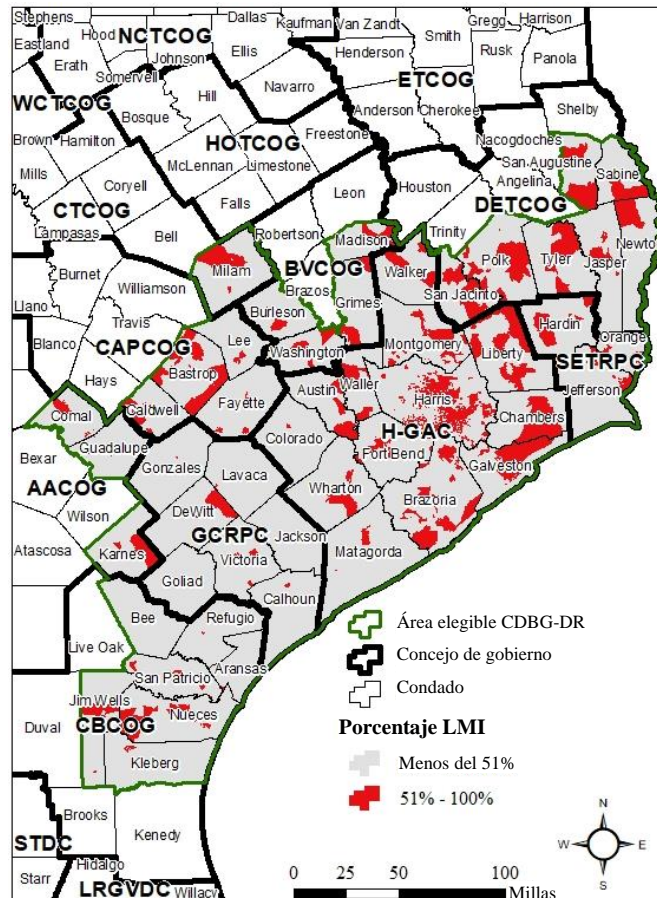 Stephens
Hood
NCTCOG
Dallas
Kaufman
Van Zandt
Gregg
Harrison
Eastland
Erath
Johnson
Ellis
Henderson
Smith
Rusk
Panola
Somervell
Navarro
ETCOG
WCTCOG
Hill
Bosque
Anderson
Cherokee
Shelby
Brown
Hamilton
HOTCOG
Freestone
Nacogdoches
McLennan
Limestone
San Augustine
Mills
Coryell
Leon
Houston
Angelina
Sabine
CTCOG
Falls
DETCOG
Lampasas
Bell
Robertson
Madison
Trinity
Newton
Burnet
Milam
BVCOG
Walker
Polk
Tyler
Jasper
Williamson
Brazos
Grimes
San Jacinto
Llano
Burleson
Hardin
Travis
Lee
Washington
Montgomery
Liberty
Orange
Blanco
CAPCOG
SETRPC
Hays
Bastrop
Austin
Waller
Harris
Jefferson
Comal
Caldwell
Fayette
Chambers
Guadalupe
Colorado
H-GAC
Bexar
Gonzales
Fort Bend
Galveston
AACOG
Lavaca
Wharton
Wilson
DeWitt
Brazoria
GCRPC
Jackson
Atascosa
Karnes
Matagorda
Victoria
Goliad
Calhoun
Bee
Refugio
Live Oak
Aransas
San Patricio
Jim Wells
Nueces
Duval
CBCOG
Kleberg
Brooks
Kenedy
STDC
Hidalgo
Starr
LRGVDC
Willacy
Área elegible CDBG-DR
Concejo de gobierno
Condado
Porcentaje LMI
Menos del 51%
51% - 100%
N
W
E
S
0 25 50 100
Millas